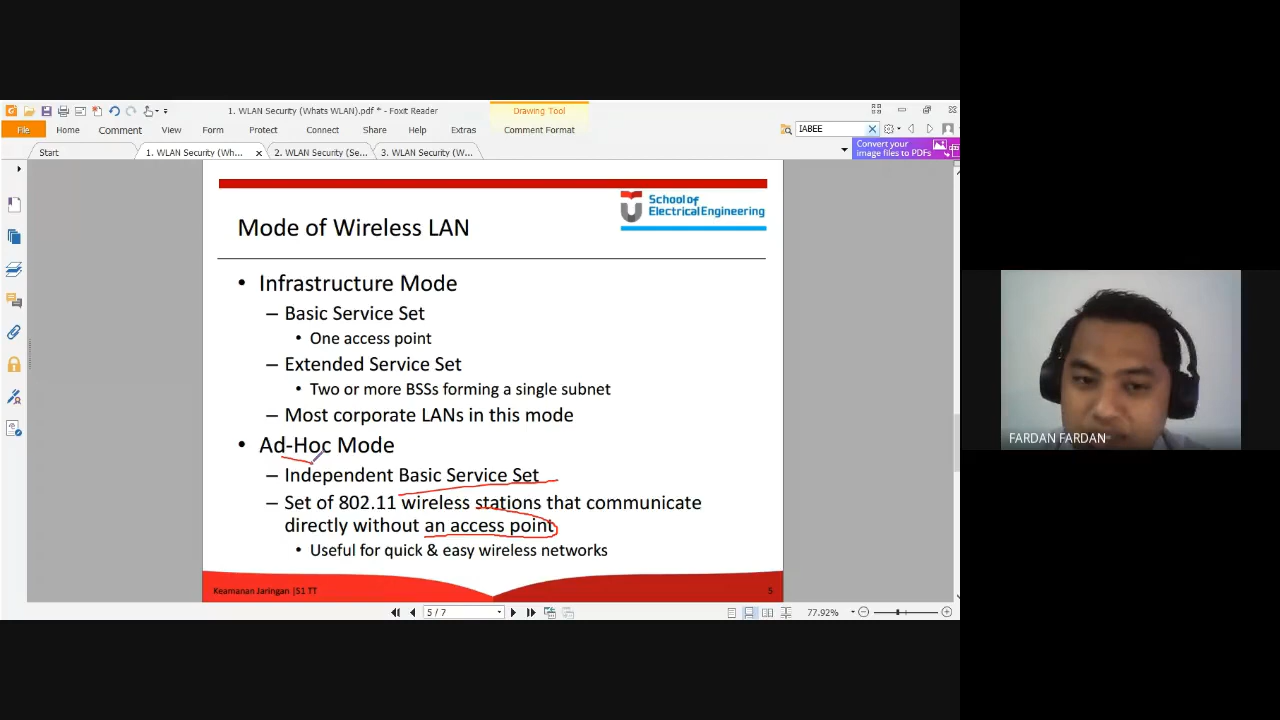 1. WLAN Security (Whats WLAN).pdf * - Foxit Reader
Drawing Tool
File Home Comment View Form Protect Connect Share Help Extras Comment Format
IABEE
Start
1. WLAN Security (Wh...
2. WLAN Security (Se...
3. WLAN Security (W...
Convert your
image files to PDFs
School of
Electrical Engineering
Mode of Wireless LAN
• Infrastructure Mode
– Basic Service Set
• One access point
– Extended Service Set
• Two or more BSSs forming a single subnet
– Most corporate LANs in this mode
• Ad-Hoc Mode
– Independent Basic Service Set
– Set of 802.11 wireless stations that communicate
directly without an access point
• Useful for quick & easy wireless networks
Keamanan Jaringan |S1 TT
5
5 / 7
77.92%
FARDAN FARDAN